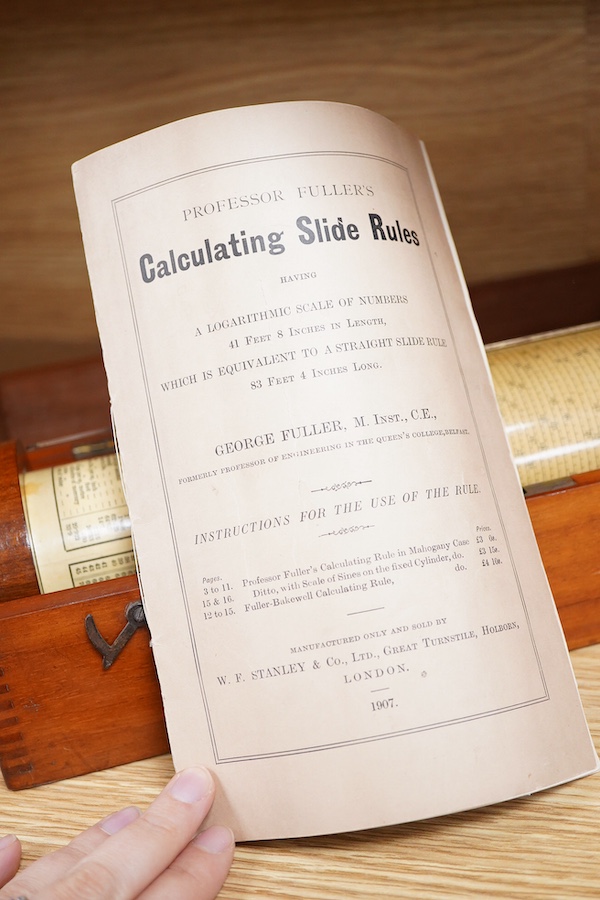 PROFESSOR FULLER'S
Calculating Slide Rules
HAVING
A LOGARITHMIC SCALE OF NUMBERS
41 FEET 8 INCHES IN LENGTH,
WHICH IS EQUIVALENT TO A STRAIGHT SLIDE RULE
83 FEET 4 INCHES LONG.
GEORGE FULLER, M. INST., C.E.,
FORMERLY PROFESSOR OF ENGINEERING IN THE QUEEN'S COLLEGE, BELFAST.
INSTRUCTIONS FOR THE USE OF THE RULE.
Pages. Prices.
3 to 11. Professor Fuller's Calculating Rule in Mahogany Case £3 0s.
15 & 16. Ditto, with Scale of Sines on the fixed Cylinder, do. £3 15s.
12 to 15. Fuller-Bakewell Calculating Rule, do. £4 10s.
MANUFACTURED ONLY AND SOLD BY
W. F. STANLEY & CO., LTD., GREAT TURNSTILE, HOLBORN,
LONDON.
1907.